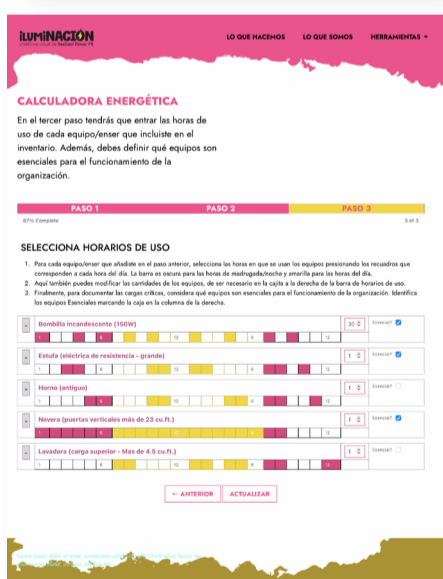 ILUMINACIÓN
LO QUE HACEMOS LO QUE SOMOS HERRAMIENTAS
CALCULADORA ENERGÉTICA
En el tercer paso tendrás que entrar las horas de
uso de cada equipo/enser que incluiste en el
inventario. Además, debes definir qué equipos son
esenciales para el funcionamiento de la
organización.
PASO 1 PASO 2 PASO 3
67% Complete 3 of 3
SELECCIONA HORARIOS DE USO
1. Para cada equipo/enser que añadiste en el paso anterior, selecciona las horas en que se usan los equipos presionando los recuadros que
corresponden a cada hora del día. La barra es oscura para las horas de madrugada/noche y amarilla para las horas del día.
2. Aquí también puedes modificar las cantidades de los equipos, de ser necesario en la cajita a la derecha de la barra de horarios de uso.
3. Finalmente, para documentar las cargas críticas, considera qué equipos son esenciales para el funcionamiento de la organización. Identifica
los equipos Esenciales marcando la caja en la columna de la derecha.
Bombilla incandescente (150W) 30 Esencial?
1 6 12 6 12
Estufa (eléctrica de resistencia - grande) 1 Esencial?
1 6 12 6 12
Horno (antiguo) 1 Esencial?
1 6 12 6 12
Nevera (puertas verticales más de 23 cu.ft.) 1 Esencial?
1 6 12 6 12
Lavadora (carga superior - Mas de 4.5 cu.ft.) 1 Esencial?
1 6 12 6 12
← ANTERIOR ACTUALIZAR